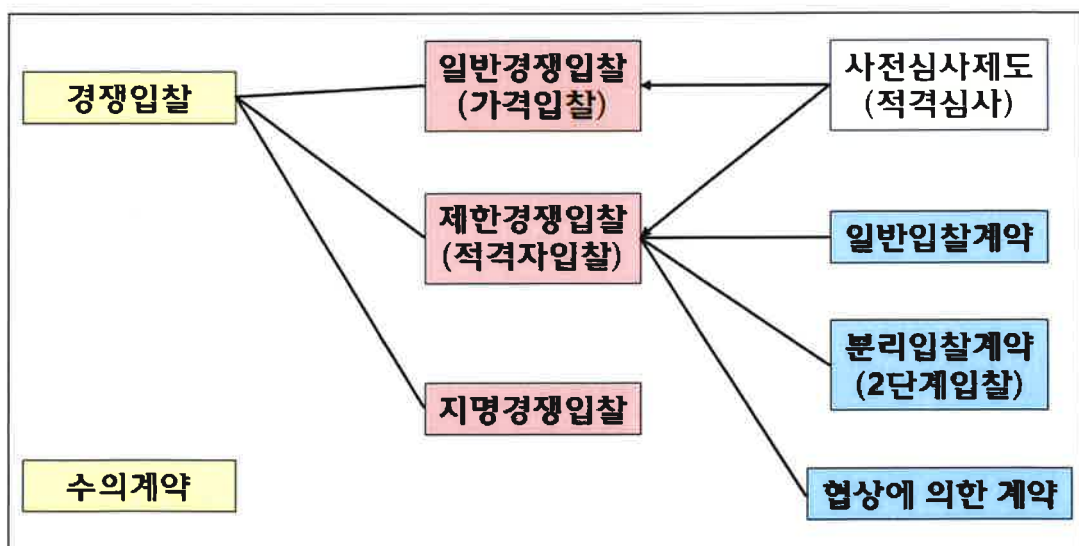 경쟁입찰
일반경쟁입찰
(가격입찰)
사전심사제도
(적격심사)
제한경쟁입찰
(적격자입찰)
일반입찰계약
분리입찰계약
(2단계입찰)
지명경쟁입찰
수의계약
협상에 의한 계약